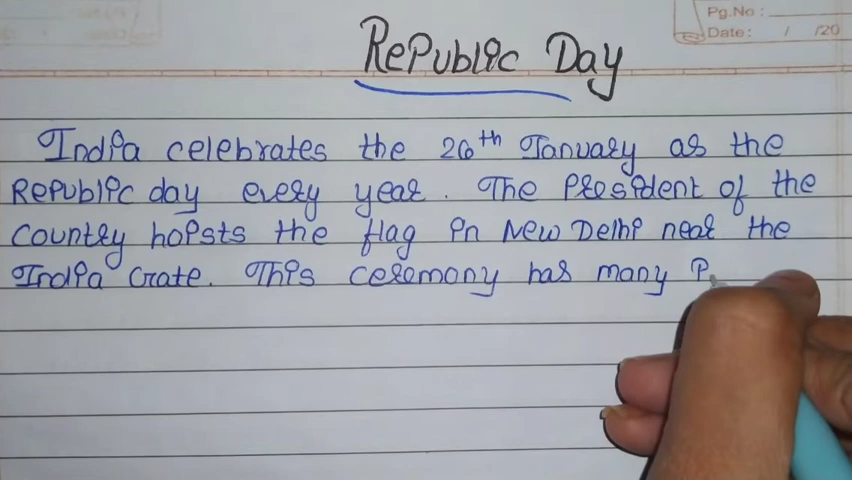 Pg.No :
Date: / /20
Republic Day
India celebrates the 26th January as the
Republic day every year. The President of the
country hoists the flag in New Delhi near the
India Gate. This ceremony has many P